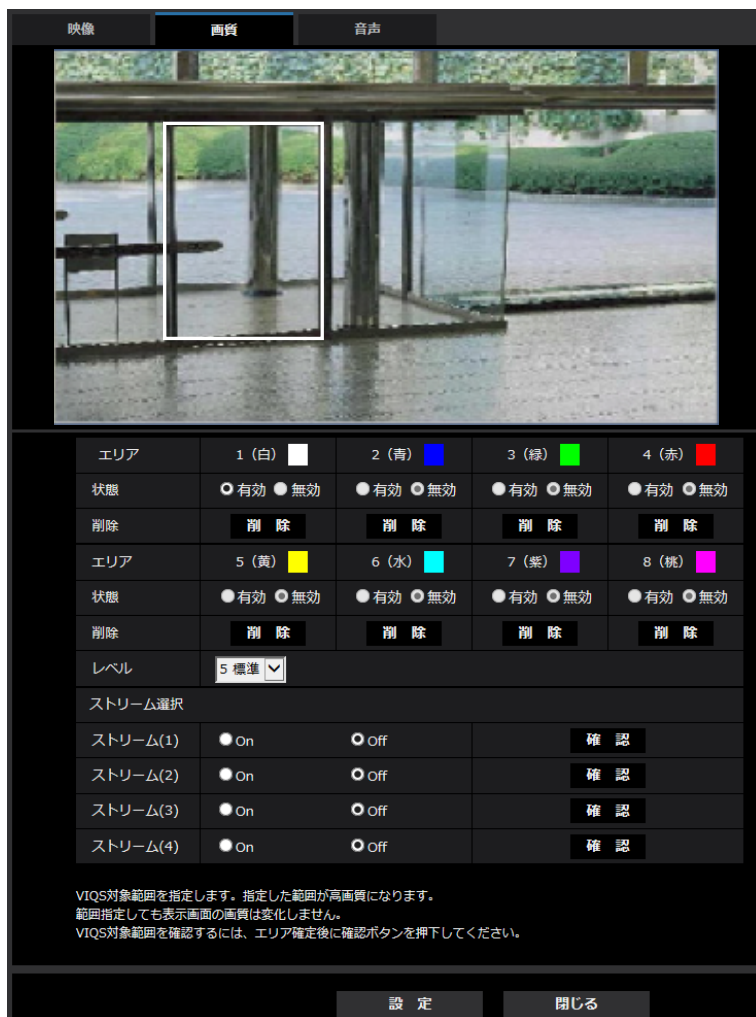 映像 画質 音声
エリア 1（白） 2（青） 3（緑） 4（赤）
状態 有効 無効 有効 無効 有効 無効 有効 無効
削除 削 除 削 除 削 除 削 除
エリア 5（黄） 6（水） 7（紫） 8（桃）
状態 有効 無効 有効 無効 有効 無効 有効 無効
削除 削 除 削 除 削 除 削 除
レベル 5 標準
ストリーム選択
ストリーム(1) On Off 確 認
ストリーム(2) On Off 確 認
ストリーム(3) On Off 確 認
ストリーム(4) On Off 確 認
VIQS対象範囲を指定します。指定した範囲が高画質になります。
範囲指定しても表示画面の画質は変化しません。
VIQS対象範囲を確認するには、エリア確定後に確認ボタンを押下してください。
設 定 閉じる